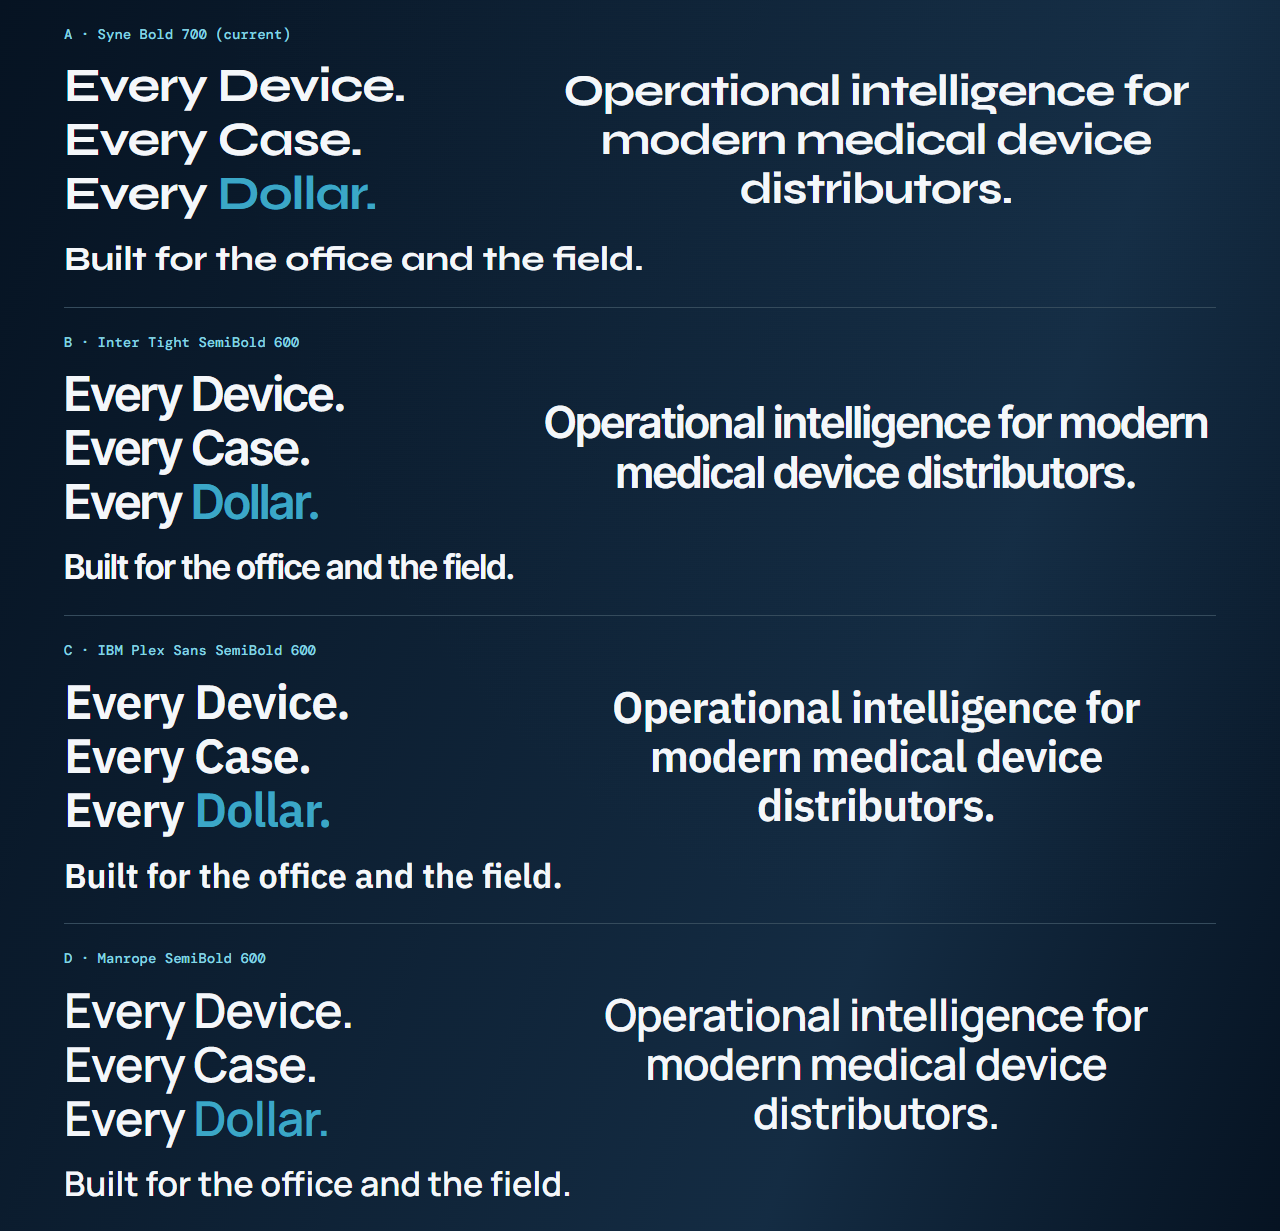 A · Syne Bold 700 (current)
Every Device.
Every Case.
Every Dollar.
Operational intelligence for
modern medical device
distributors.
Built for the office and the field.
B · Inter Tight SemiBold 600
Every Device.
Every Case.
Every Dollar.
Operational intelligence for modern
medical device distributors.
Built for the office and the field.
C · IBM Plex Sans SemiBold 600
Every Device.
Every Case.
Every Dollar.
Operational intelligence for
modern medical device
distributors.
Built for the office and the field.
D · Manrope SemiBold 600
Every Device.
Every Case.
Every Dollar.
Operational intelligence for
modern medical device
distributors.
Built for the office and the field.